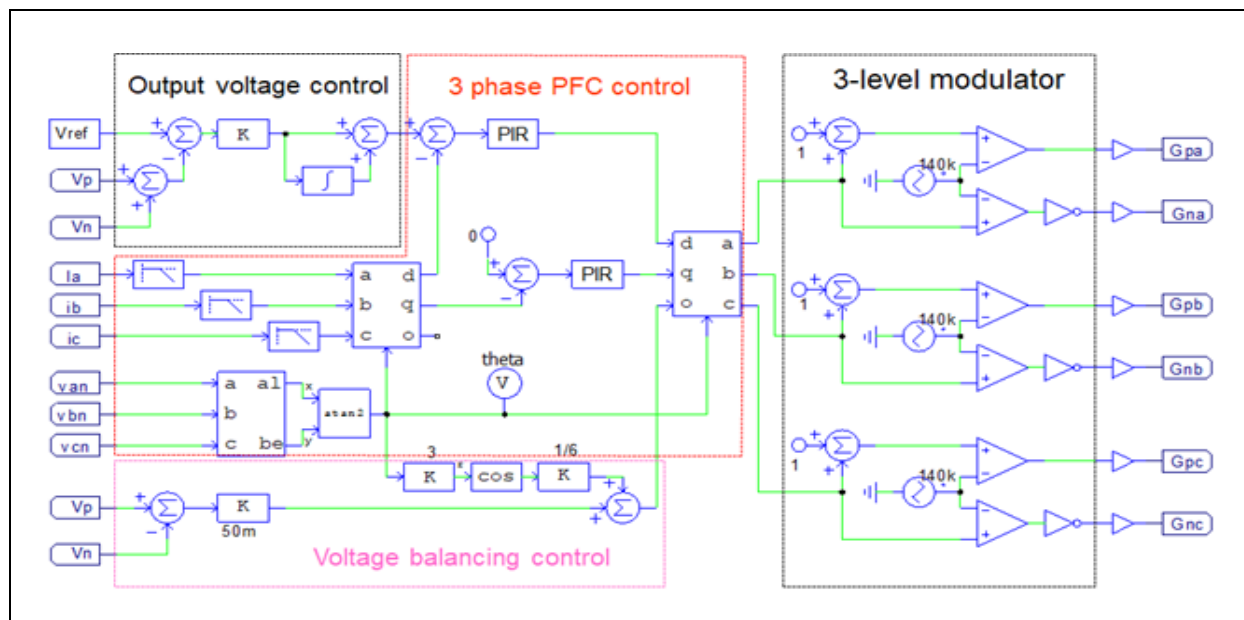 Output voltage control
3 phase PFC control
3-level modulator
Vref
K
PIR
1
140k
Gpa
Vp
∫
Gna
Vn
0
Ia
a d
PIR
d a
ib
b q
q b
1
140k
Gpb
ic
c o
o c
Gnb
theta
V
van
a al
x
atan2
vbn
b
vcn
c be
y
3
1/6
1
140k
Gpc
K
x
cos
K
Vp
K
50m
Gnc
Vn
Voltage balancing control